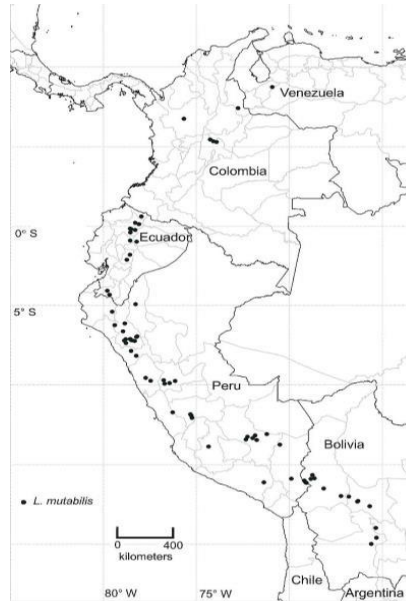 Venezuela
Colombia
0° S
Ecuador
5° S
Peru
Bolivia
L. mutabilis
0 400
kilometers
Chile
Argentina
80° W 75° W